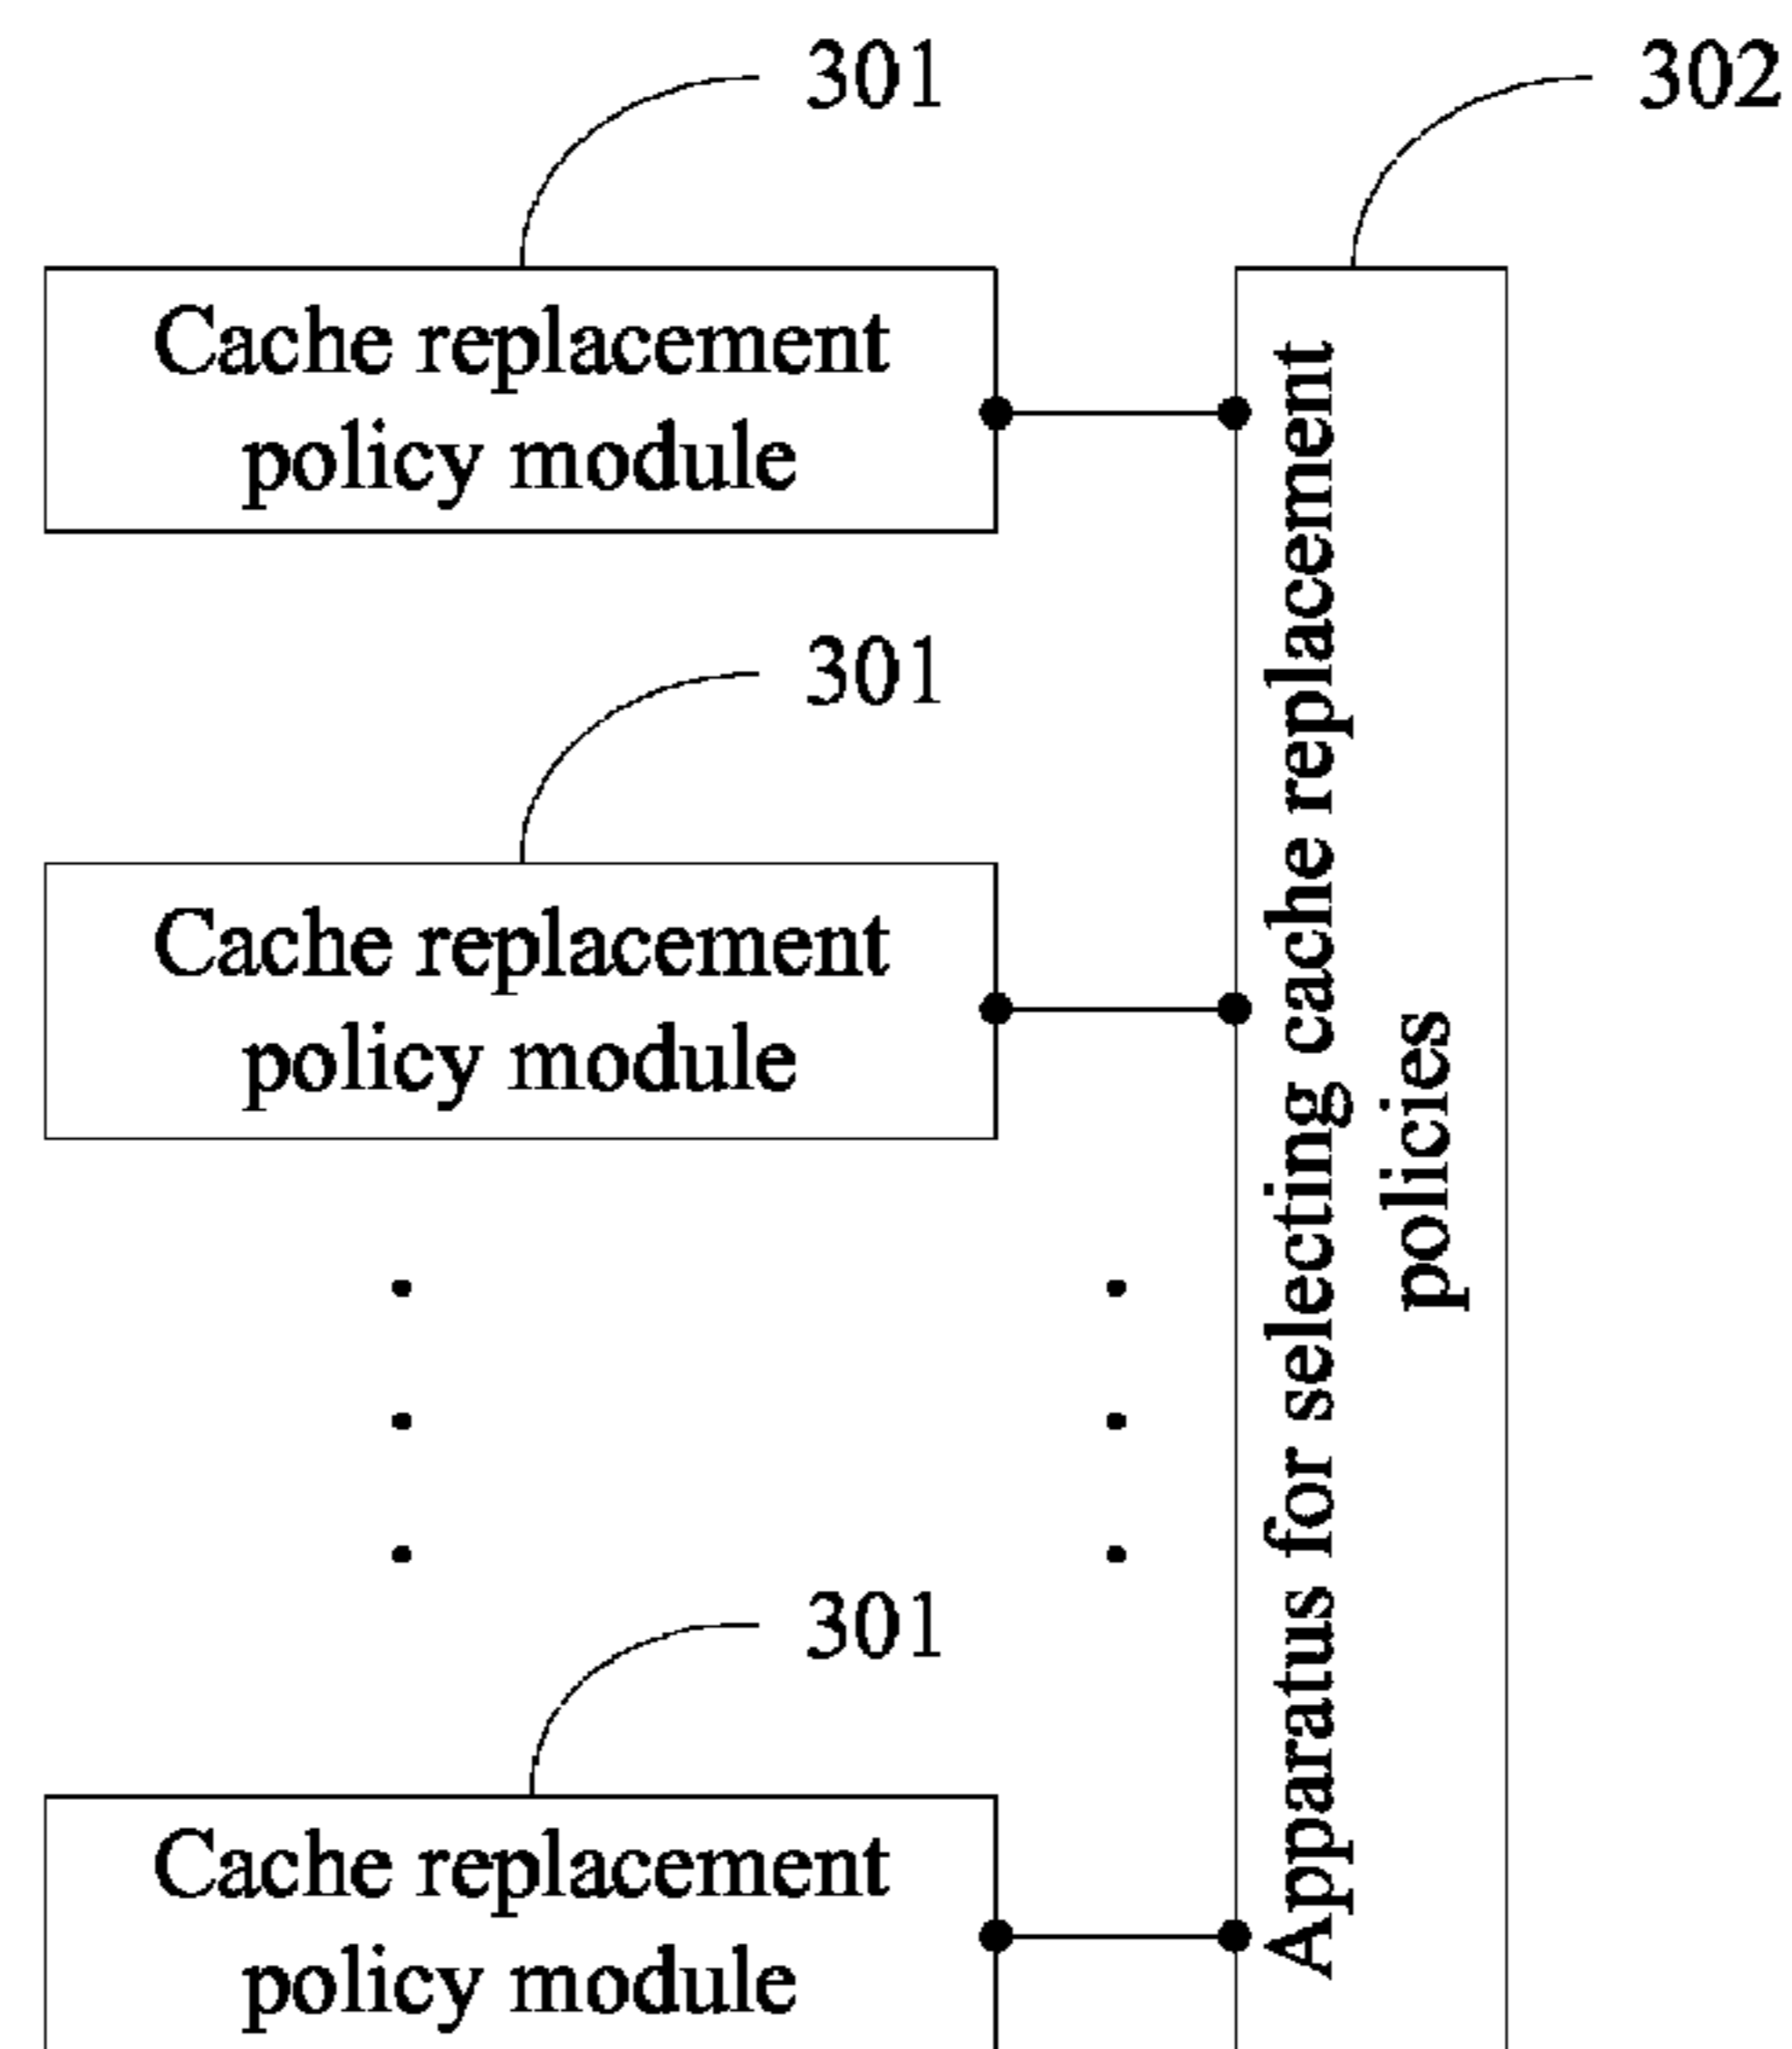 301
302
Cache replacement
policy module
301
Cache replacement
policy module
301
Cache replacement
policy module
Apparatus for selecting cache replacement
policies